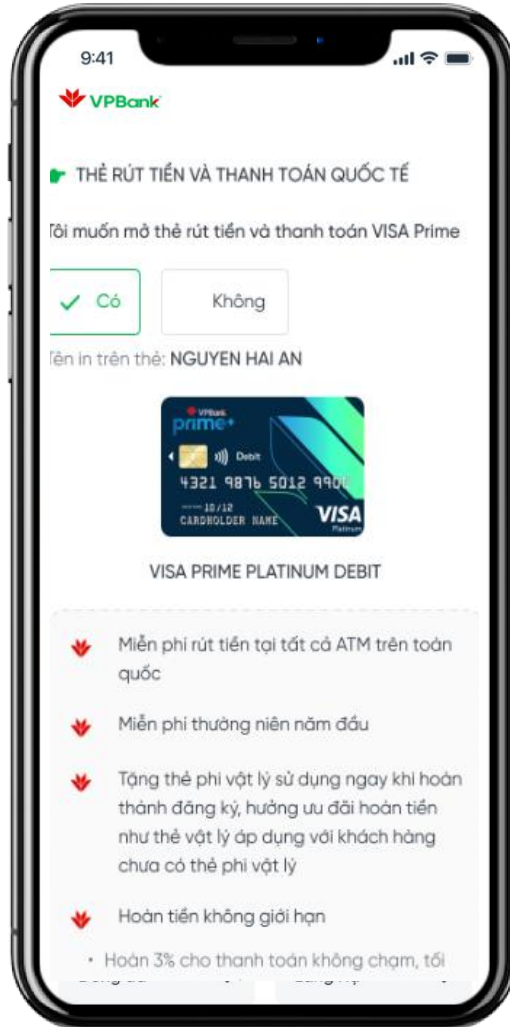 9:41
VPBank
THẺ RÚT TIỀN VÀ THANH TOÁN QUỐC TẾ
Tôi muốn mở thẻ rút tiền và thanh toán VISA Prime
Có
Không
Tên in trên thẻ: NGUYEN HAI AN
VPBank
prime+
Debit
4321 9876 5012
10/12
CARDHOLDER NAME
VISA
Platinum
VISA PRIME PLATINUM DEBIT
Miễn phí rút tiền tại tất cả ATM trên toàn
quốc
Miễn phí thường niên năm đầu
Tặng thẻ phi vật lý sử dụng ngay khi hoàn
thành đăng ký, hưởng ưu đãi hoàn tiền
như thẻ vật lý áp dụng với khách hàng
chưa có thẻ phi vật lý
Hoàn tiền không giới hạn
• Hoàn 3% cho thanh toán không chạm, tối